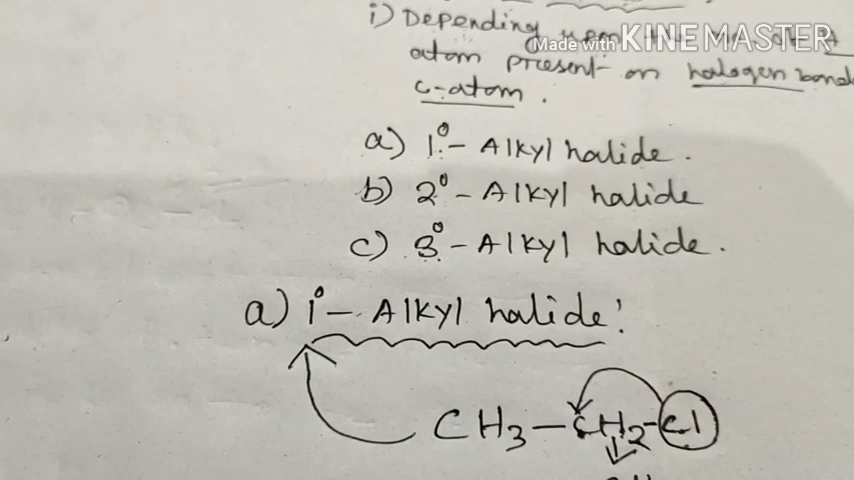 i) Depending upon
Made with KINEMASTER
atom present on halogen
c-atom.
a) 1° - Alkyl halide.
b) 2° - Alkyl halide
c) 3° - Alkyl halide.
a) 1° - Alkyl halide:
CH3 - CH2 - Cl